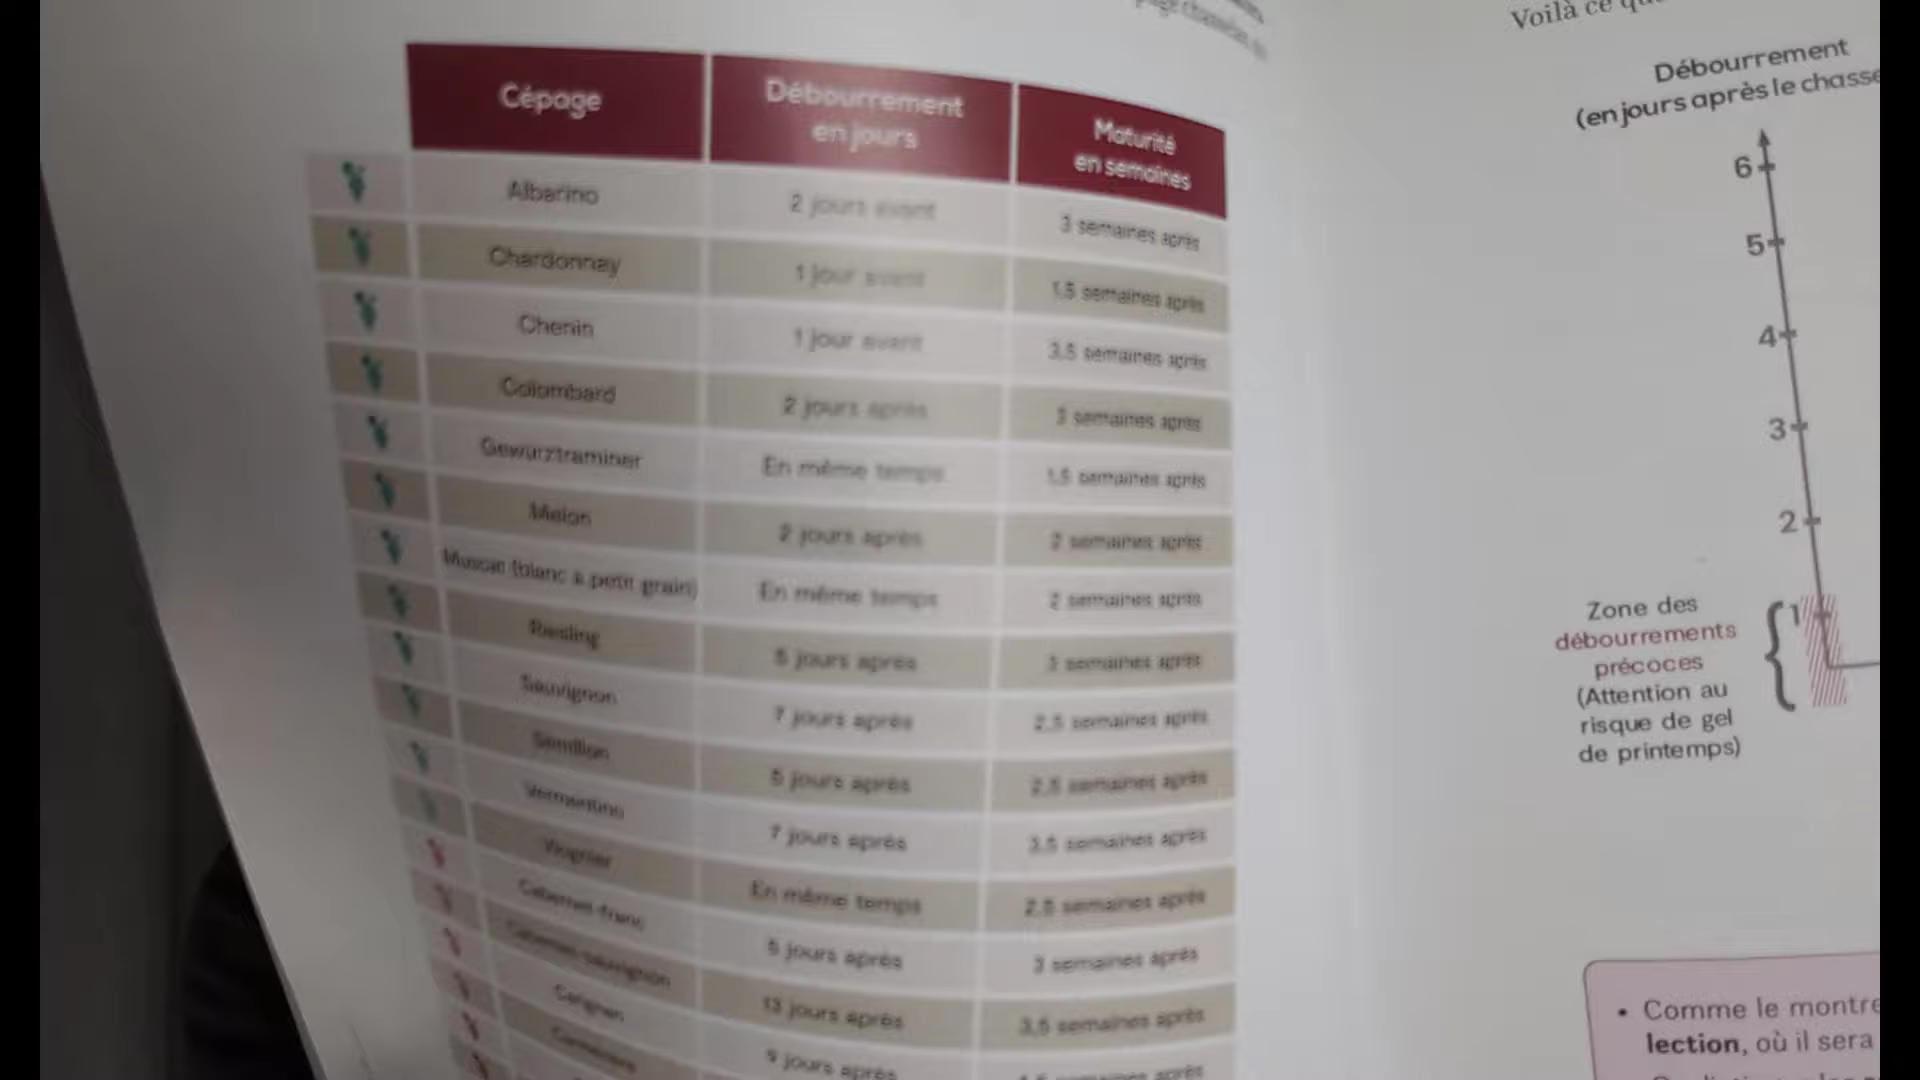 Voilà ce
Cépage
Débourrement
en jours
Maturité
en semaines
Albarino
2 jours avant
3 semaines après
Chardonnay
1 jour avant
1,5 semaines après
Chenin
1 jour avant
3,5 semaines après
Colombard
2 jours après
3 semaines après
Gewurztraminer
En même temps
1,5 semaines après
Melon
2 jours après
2 semaines après
Muscat (blanc à petit grain)
En même temps
2 semaines après
Riesling
5 jours après
3 semaines après
Sauvignon
7 jours après
2,5 semaines après
Semillon
5 jours après
2,5 semaines après
Vermentino
7 jours après
3,5 semaines après
Viognier
En même temps
2,5 semaines après
Cabernet-franc
5 jours après
3 semaines après
Cabernet-sauvignon
13 jours après
3,5 semaines après
Carignan
9 jours après
semaines après
Débourrement
(en jours après le chasse
6
5
4
3
2
1
Zone des
débourrements
précoces
(Attention au
risque de gel
de printemps)
• Comme le montre
lection, où il sera